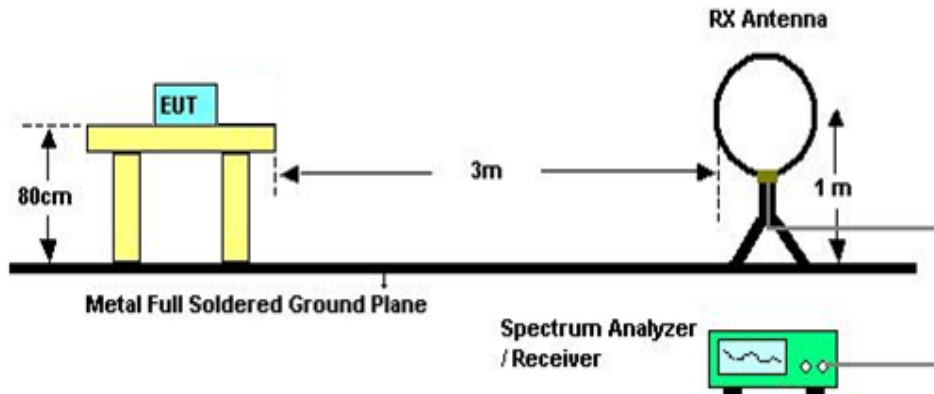 RX Antenna
EUT
3m
80cm
1 m
Metal Full Soldered Ground Plane
Spectrum Analyzer
/ Receiver